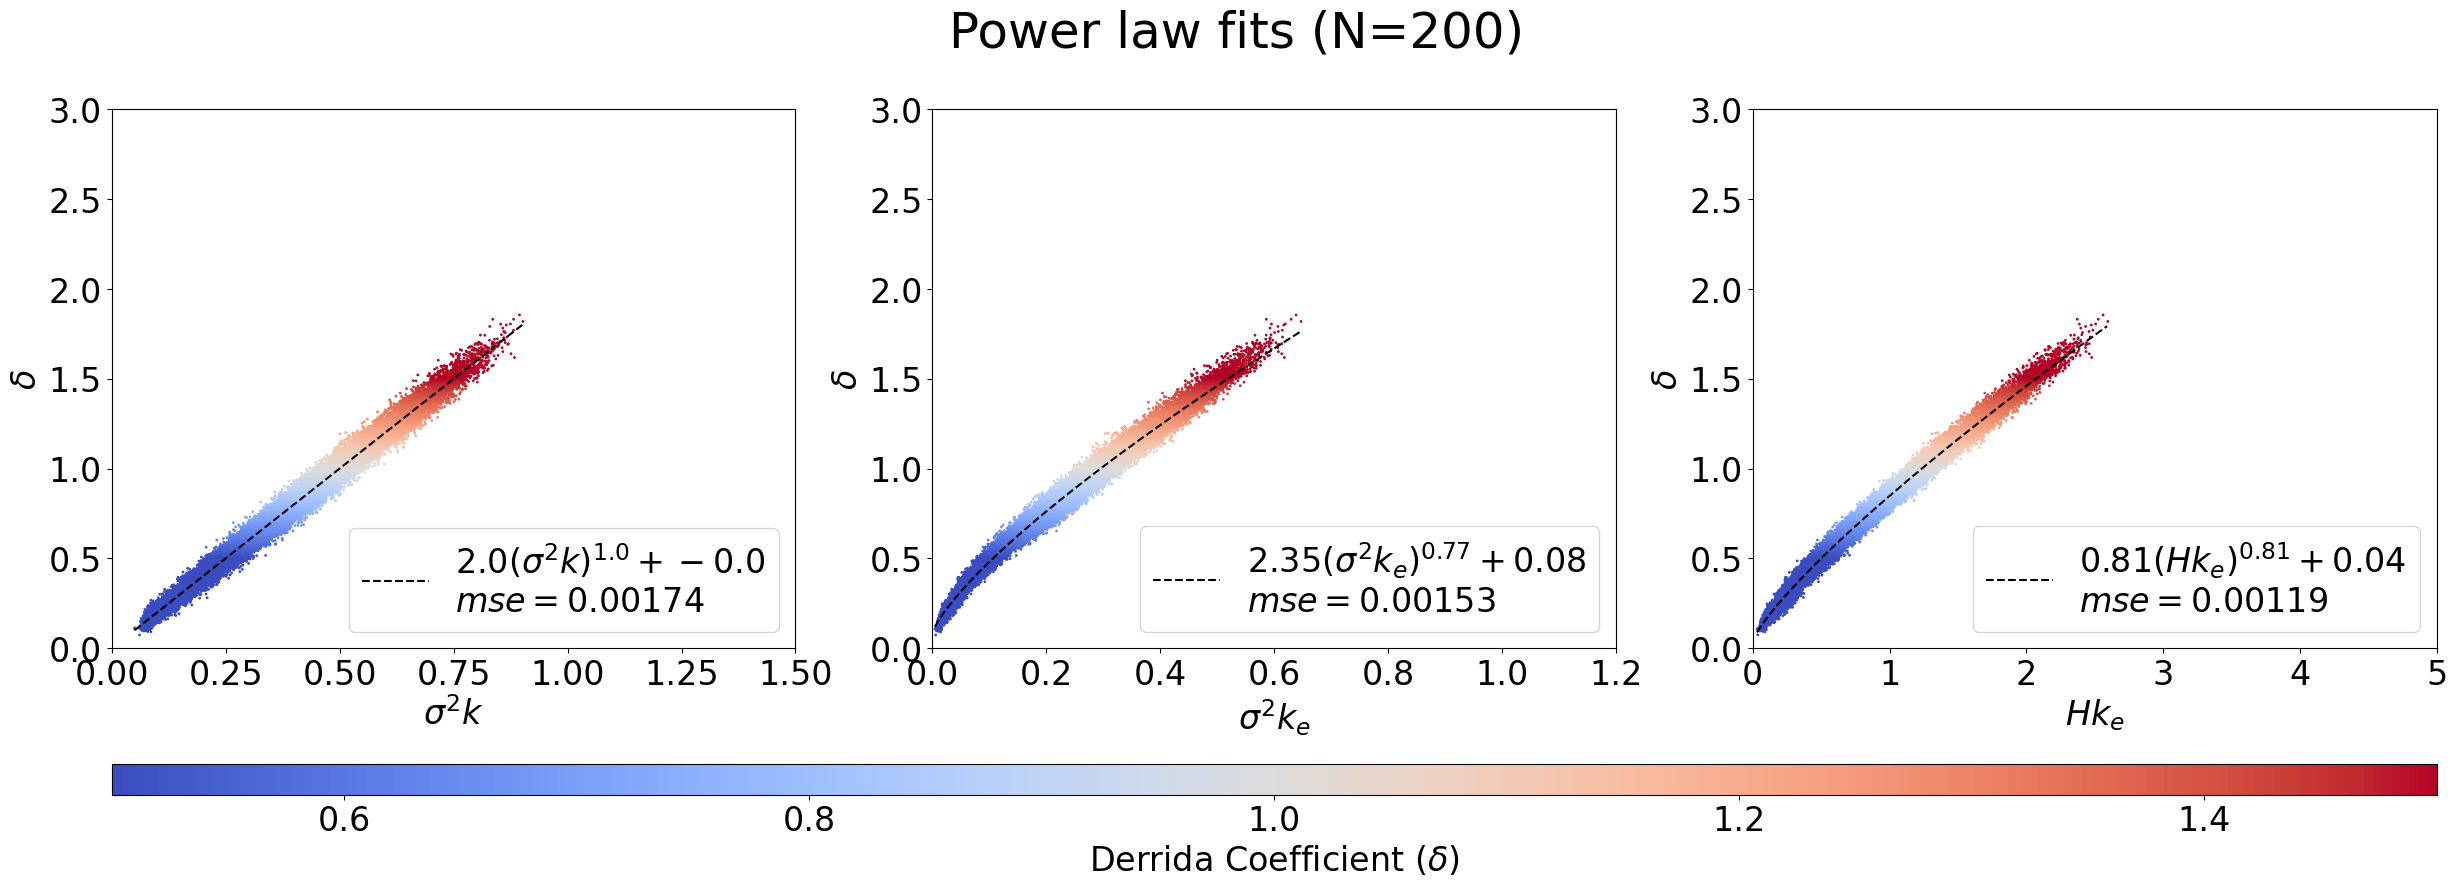 Power law fits (N=200)
3.0
2.5
2.0
1.5
1.0
0.5
0.0
δ
0.00 0.25 0.50 0.75 1.00 1.25 1.50
σ²k
2.0(σ²k)^1.0 + −0.0
mse = 0.00174
3.0
2.5
2.0
1.5
1.0
0.5
0.0
δ
0.0 0.2 0.4 0.6 0.8 1.0 1.2
σ²kₑ
2.35(σ²kₑ)^0.77 + 0.08
mse = 0.00153
3.0
2.5
2.0
1.5
1.0
0.5
0.0
δ
0 1 2 3 4 5
Hkₑ
0.81(Hkₑ)^0.81 + 0.04
mse = 0.00119
0.6 0.8 1.0 1.2 1.4
Derrida Coefficient (δ)